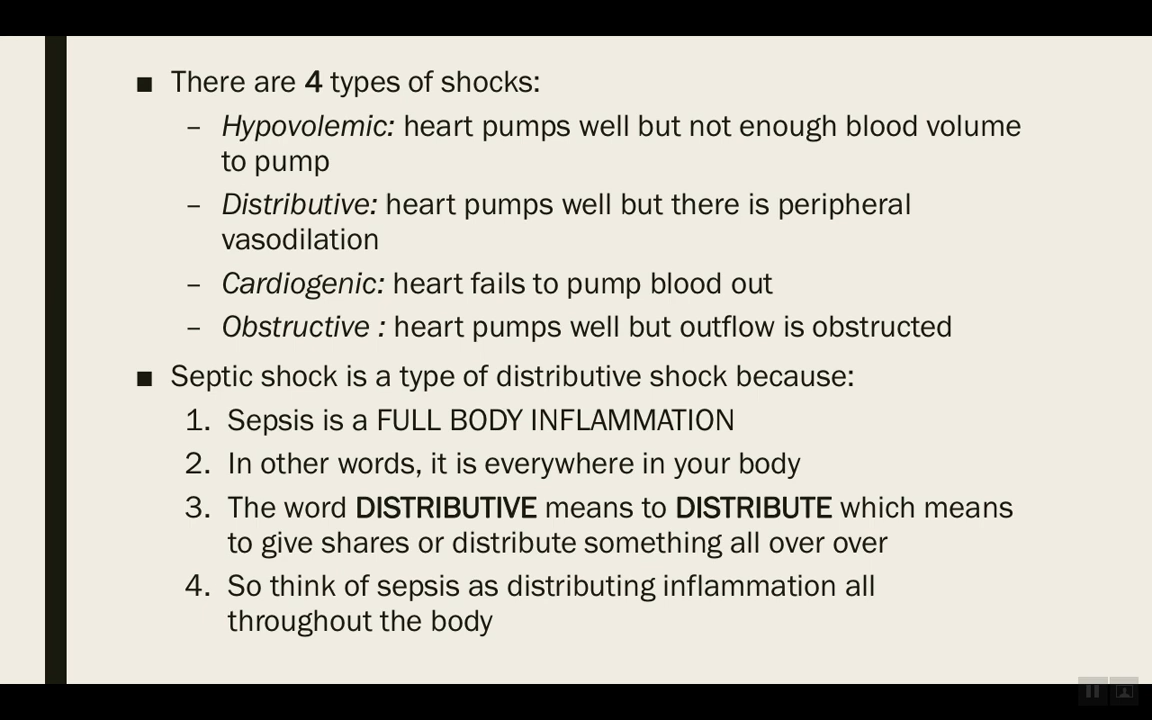 ■ There are 4 types of shocks:
– Hypovolemic: heart pumps well but not enough blood volume
to pump
– Distributive: heart pumps well but there is peripheral
vasodilation
– Cardiogenic: heart fails to pump blood out
– Obstructive : heart pumps well but outflow is obstructed
■ Septic shock is a type of distributive shock because:
1. Sepsis is a FULL BODY INFLAMMATION
2. In other words, it is everywhere in your body
3. The word DISTRIBUTIVE means to DISTRIBUTE which means
to give shares or distribute something all over over
4. So think of sepsis as distributing inflammation all
throughout the body